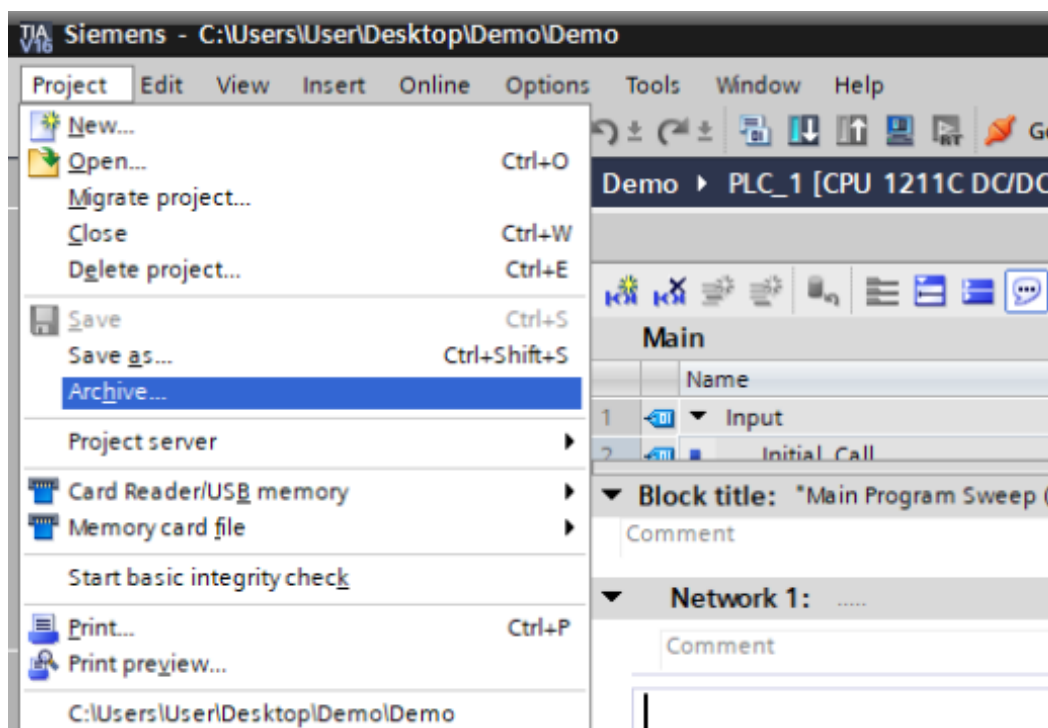 TIA V16 Siemens - C:\Users\User\Desktop\Demo\Demo
Project Edit View Insert Online Options Tools Window Help
New...
Open... Ctrl+O
Migrate project...
Close Ctrl+W
Delete project... Ctrl+E
Save Ctrl+S
Save as... Ctrl+Shift+S
Archive...
Project server
Card Reader/USB memory
Memory card file
Start basic integrity check
Print... Ctrl+P
Print preview...
C:\Users\User\Desktop\Demo\Demo
Demo PLC_1 [CPU 1211C DC/DC
Main
Name
1 Input
2 Initial_Call
Block title: "Main Program Sweep (
Comment
Network 1: .....
Comment